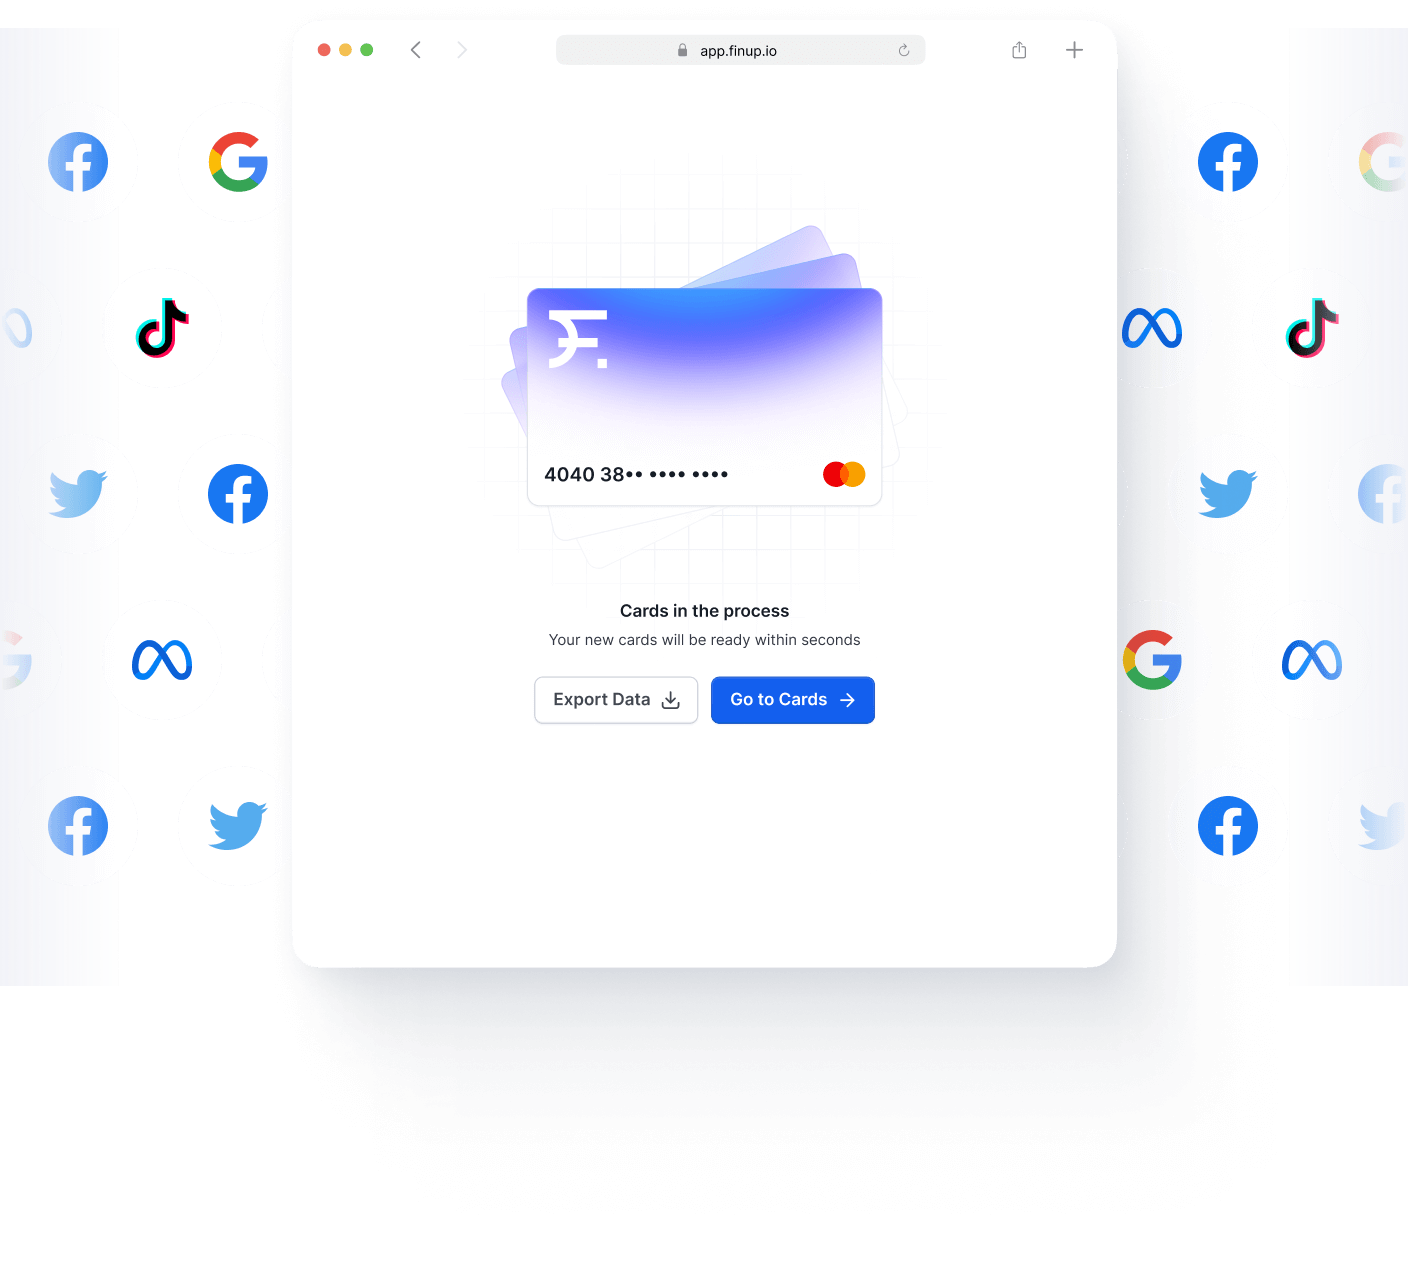 app.finup.io
4040 38•• •••• ••••
Cards in the process
Your new cards will be ready within seconds
Export Data
Go to Cards